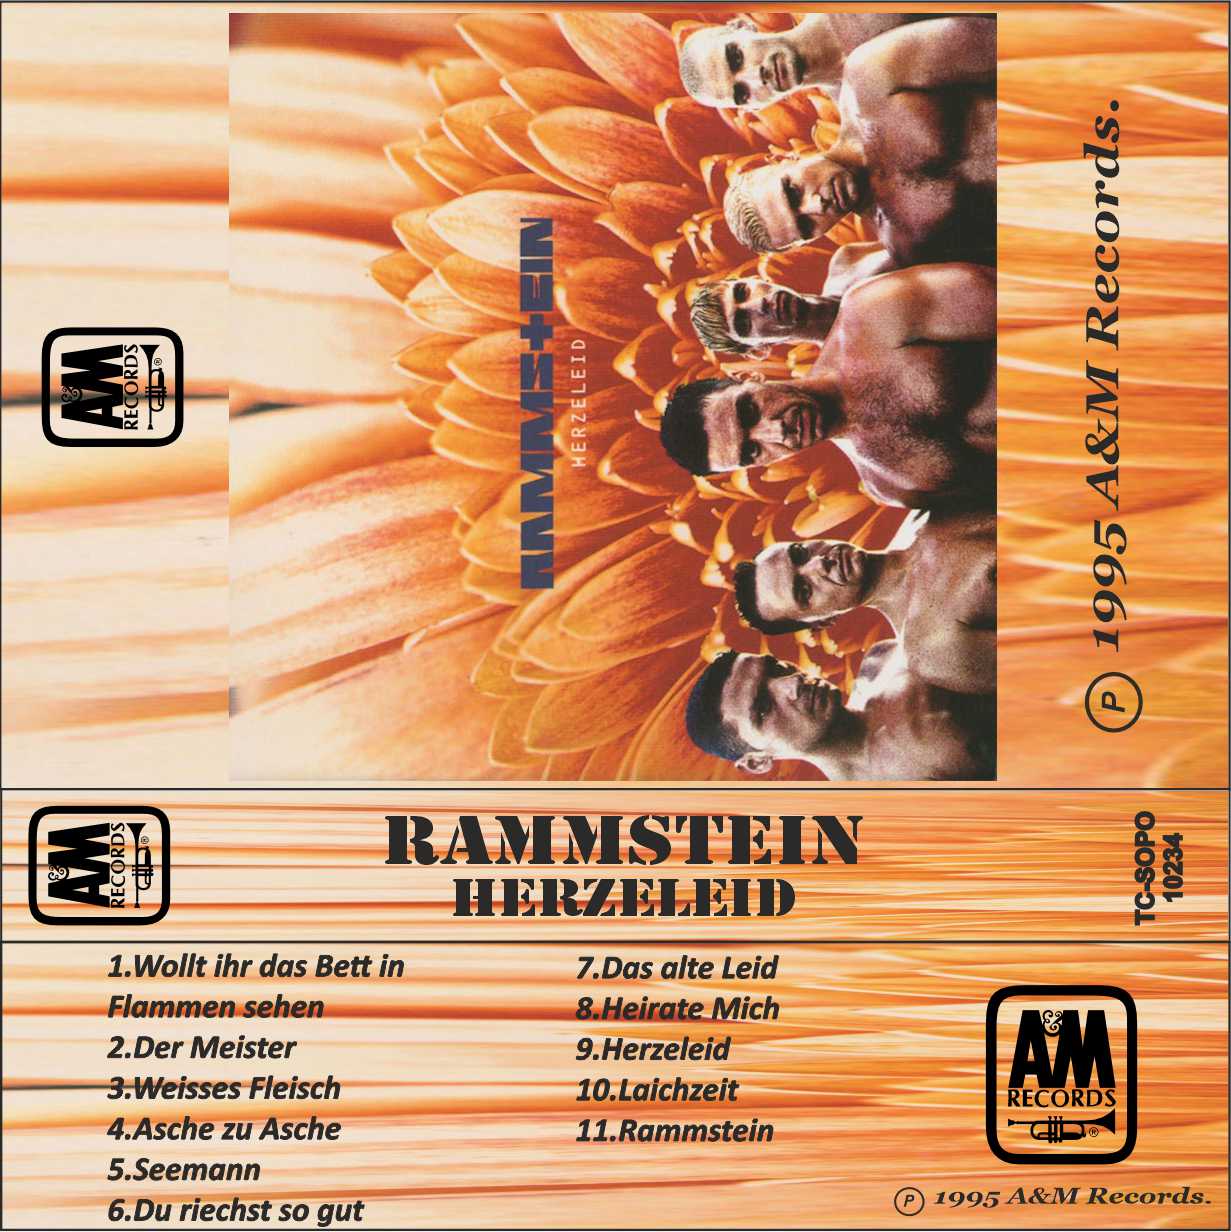 RAMMS+EIN
HERZELEID
A&M
RECORDS
®
P 1995 A&M Records.
A&M
RECORDS
®
RAMMSTEIN
HERZELEID
TC-SOPO
10234
1.Wollt ihr das Bett in
Flammen sehen
2.Der Meister
3.Weisses Fleisch
4.Asche zu Asche
5.Seemann
6.Du riechst so gut
7.Das alte Leid
8.Heirate Mich
9.Herzeleid
10.Laichzeit
11.Rammstein
A&M
RECORDS
®
P 1995 A&M Records.